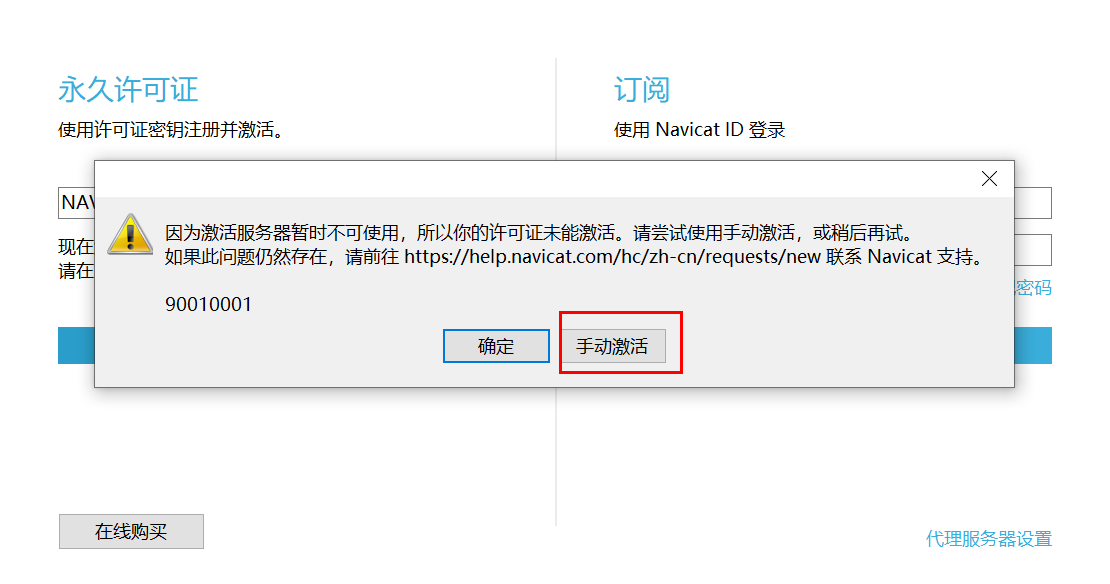 永久许可证
使用许可证密钥注册并激活。
订阅
使用 Navicat ID 登录
NAV
现在
请在
因为激活服务器暂时不可使用，所以你的许可证未能激活。请尝试使用手动激活，或稍后再试。
如果此问题仍然存在，请前往 https://help.navicat.com/hc/zh-cn/requests/new 联系 Navicat 支持。
90010001
密码
确定
手动激活
在线购买
代理服务器设置